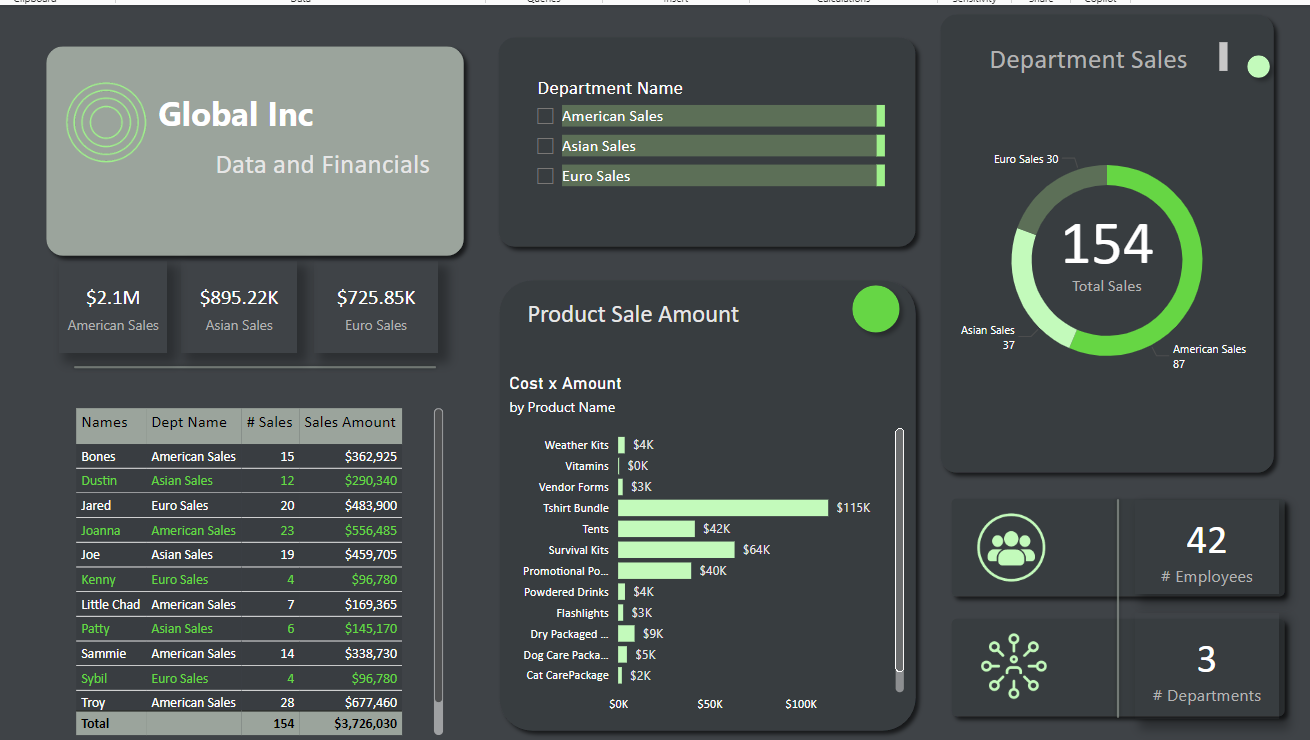 Clipboard Data Queries Insert Calculations Sensitivity Share Copilot
Global Inc
Data and Financials
$2.1M
American Sales
$895.22K
Asian Sales
$725.85K
Euro Sales
Names Dept Name # Sales Sales Amount
Bones American Sales 15 $362,925
Dustin Asian Sales 12 $290,340
Jared Euro Sales 20 $483,900
Joanna American Sales 23 $556,485
Joe Asian Sales 19 $459,705
Kenny Euro Sales 4 $96,780
Little Chad American Sales 7 $169,365
Patty Asian Sales 6 $145,170
Sammie American Sales 14 $338,730
Sybil Euro Sales 4 $96,780
Troy American Sales 28 $677,460
Total 154 $3,726,030
Department Name
American Sales
Asian Sales
Euro Sales
Product Sale Amount
Cost x Amount
by Product Name
Weather Kits $4K
Vitamins $0K
Vendor Forms $3K
Tshirt Bundle $115K
Tents $42K
Survival Kits $64K
Promotional Po... $40K
Powdered Drinks $4K
Flashlights $3K
Dry Packaged ... $9K
Dog Care Packa... $5K
Cat CarePackage $2K
$0K $50K $100K
Department Sales
Euro Sales 30
154
Total Sales
Asian Sales
37
American Sales
87
42
# Employees
3
# Departments